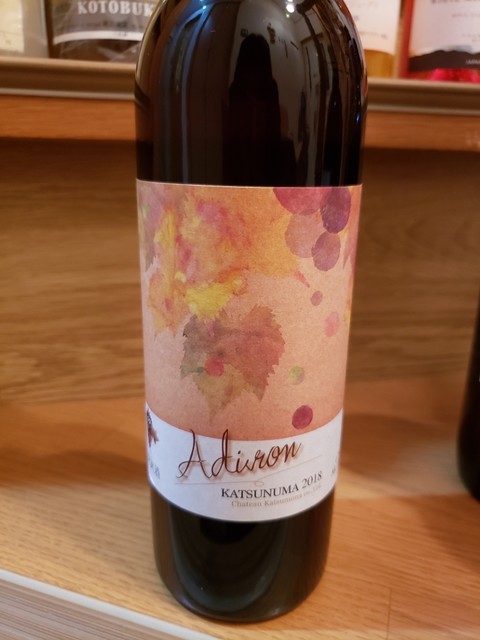 KOTOBUK
Adiron
KATSUNUMA 2018
Chateau Katsunuma co.,Ltd.